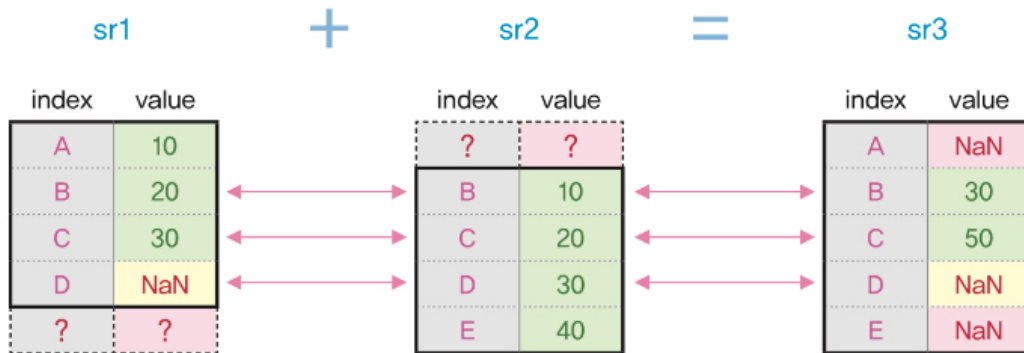 sr1 + sr2 = sr3
index value index value index value
A 10 ? ? A NaN
B 20 B 10 B 30
C 30 C 20 C 50
D NaN D 30 D NaN
? ? E 40 E NaN